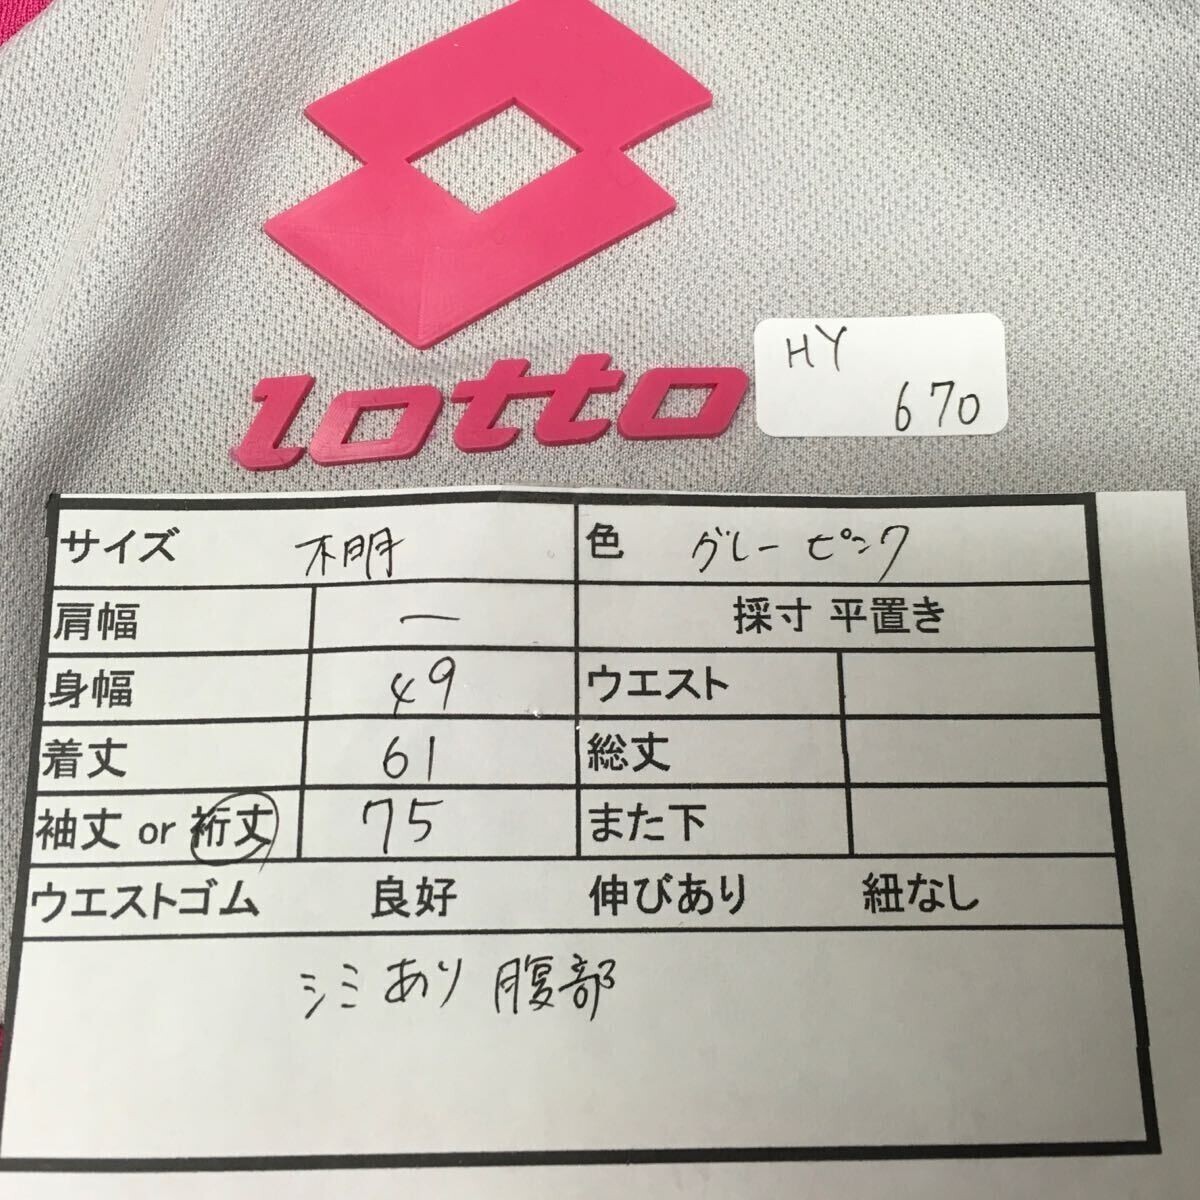 lotto
HY
670
サイズ 不明 色 グレー ピンク
肩幅 ー 採寸 平置き
身幅 49 ウエスト
着丈 61 総丈
袖丈 or 裄丈 75 また下
ウエストゴム 良好 伸びあり 紐なし
シミあり 腹部